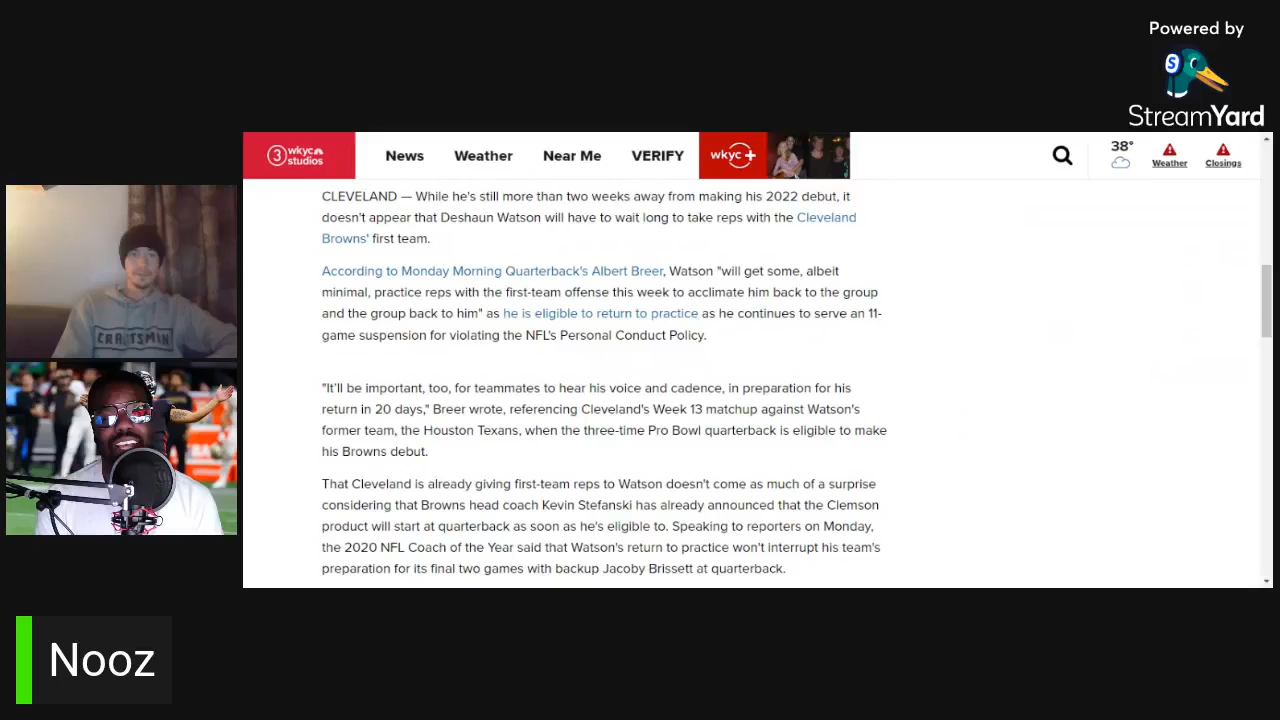 Powered by
StreamYard
3 wkyc studios
News
Weather
Near Me
VERIFY
wkyc+
38°
Weather
Closings
CLEVELAND — While he's still more than two weeks away from making his 2022 debut, it
doesn't appear that Deshaun Watson will have to wait long to take reps with the Cleveland
Browns' first team.
According to Monday Morning Quarterback's Albert Breer, Watson "will get some, albeit
minimal, practice reps with the first-team offense this week to acclimate him back to the group
and the group back to him" as he is eligible to return to practice as he continues to serve an 11-
game suspension for violating the NFL's Personal Conduct Policy.
"It'll be important, too, for teammates to hear his voice and cadence, in preparation for his
return in 20 days," Breer wrote, referencing Cleveland's Week 13 matchup against Watson's
former team, the Houston Texans, when the three-time Pro Bowl quarterback is eligible to make
his Browns debut.
That Cleveland is already giving first-team reps to Watson doesn't come as much of a surprise
considering that Browns head coach Kevin Stefanski has already announced that the Clemson
product will start at quarterback as soon as he's eligible to. Speaking to reporters on Monday,
the 2020 NFL Coach of the Year said that Watson's return to practice won't interrupt his team's
preparation for its final two games with backup Jacoby Brissett at quarterback.
CRAFTSMAN
Nooz